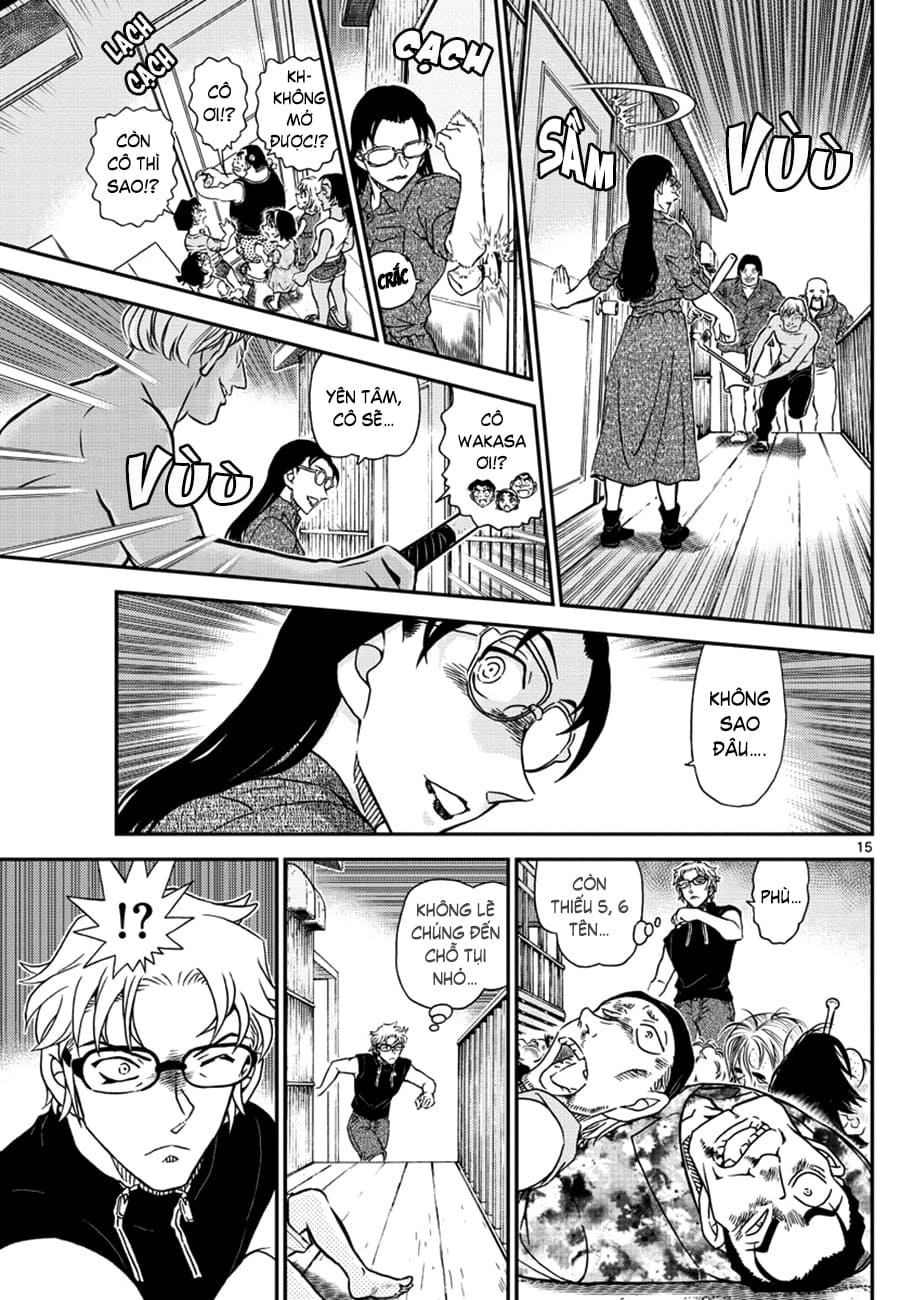 VÙÙ
SẦM
CẠCH
CRẮC
KH-
KHÔNG
MỞ
ĐƯỢC!?
CÔ
ƠI!?
CÒN
CÔ THÌ
SAO!?
LẠCH
CẠCH
CÔ
WAKASA
ƠI!?
YÊN TÂM,
CÔ SẼ...
VÙÙ
KHÔNG
SAO
ĐÂU....
15
PHÙ...
CÒN
THIẾU 5, 6
TÊN...
KHÔNG LẼ
CHÚNG ĐẾN
CHỖ TỤI
NHÓ...
!?